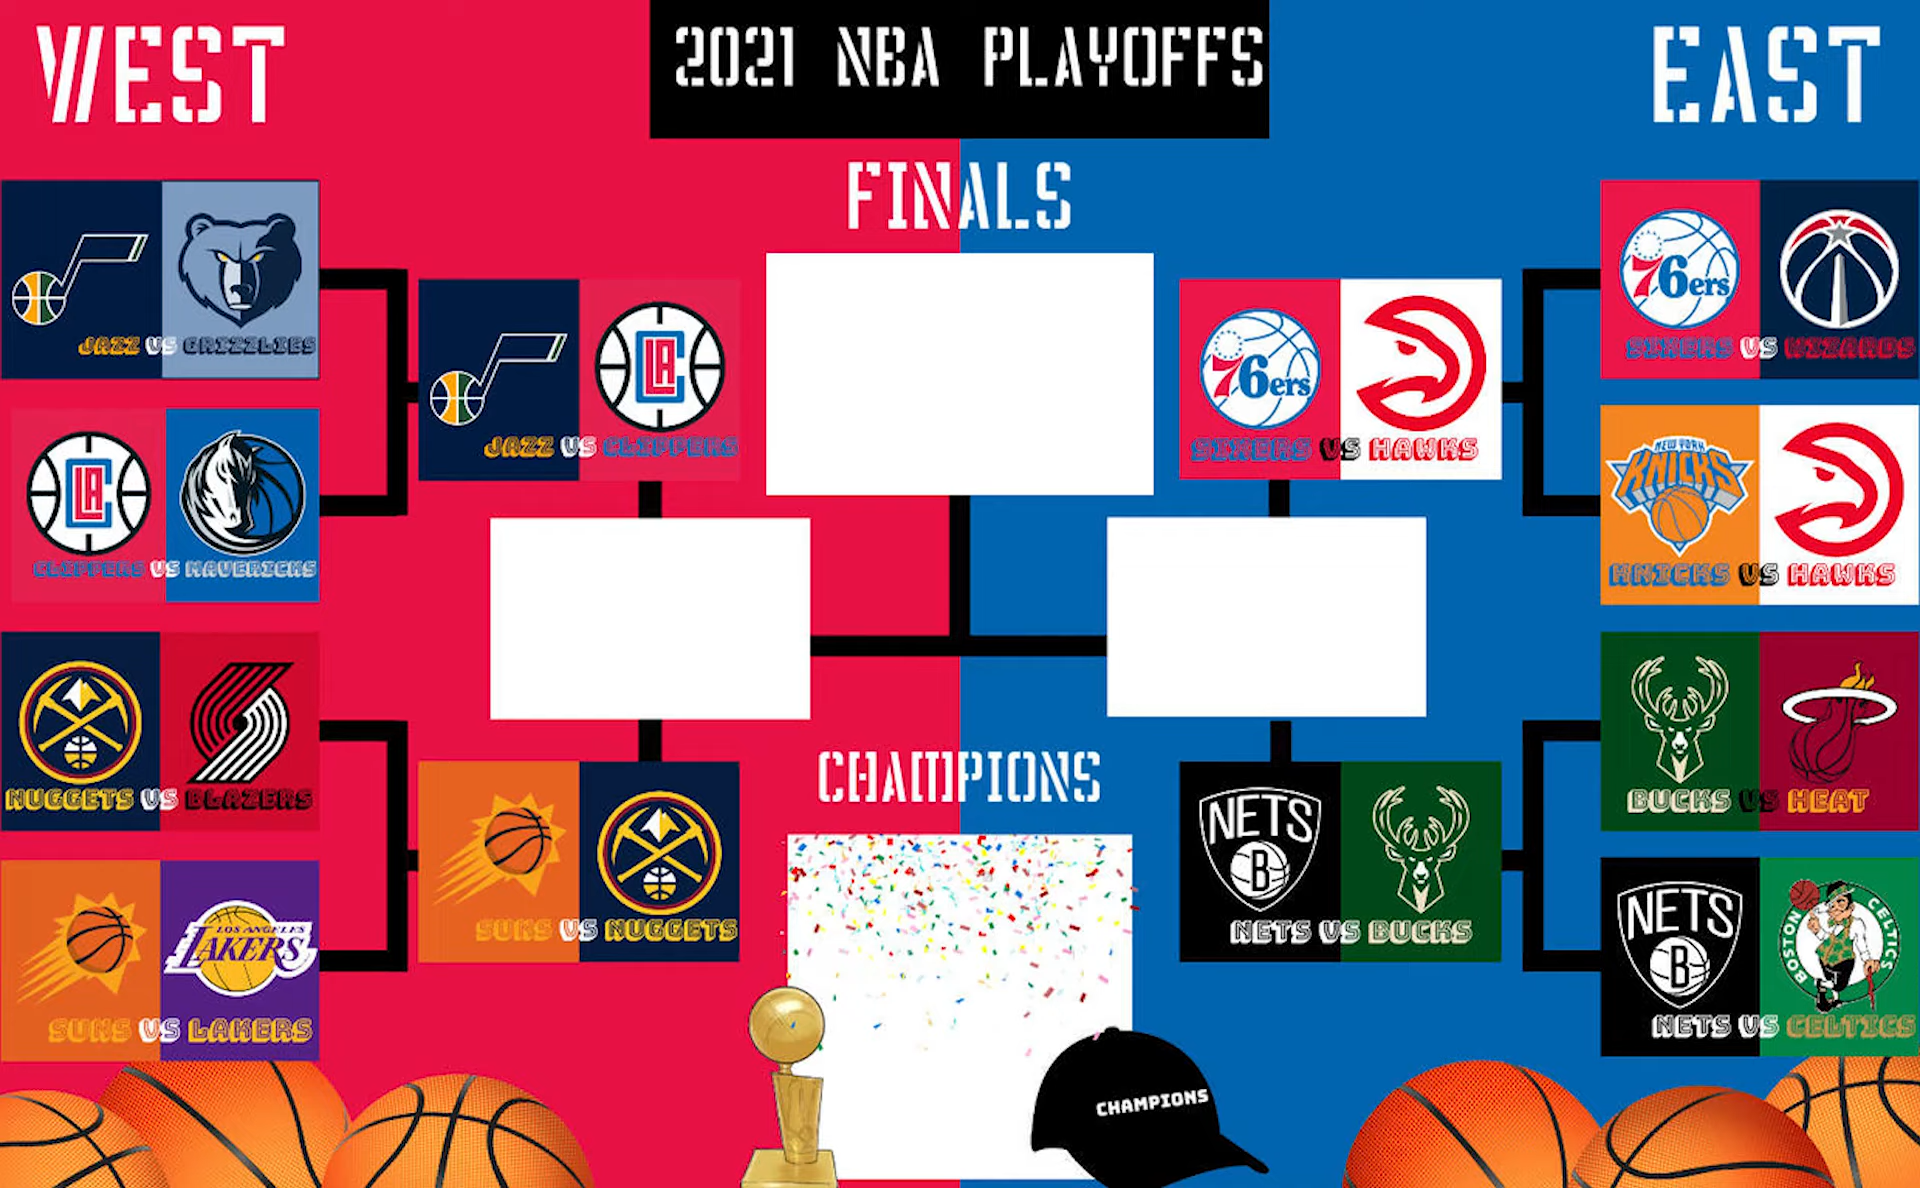 WEST
2021 NBA PLAYOFFS
EAST
FINALS
JAZZ VS GRIZZLIES
LAC
CLIPPERS VS MAVERICKS
NUGGETS VS BLAZERS
LOS ANGELES
LAKERS
SUNS VS LAKERS
LAC
JAZZ VS CLIPPERS
SUNS VS NUGGETS
CHAMPIONS
CHAMPIONS
76ers
SIXERS VS HAWKS
NETS
B
NETS VS BUCKS
76ers
SIXERS VS WIZARDS
NEW YORK
KNICKS
KNICKS VS HAWKS
BUCKS VS HEAT
NETS
B
BOSTON CELTICS
NETS VS CELTICS